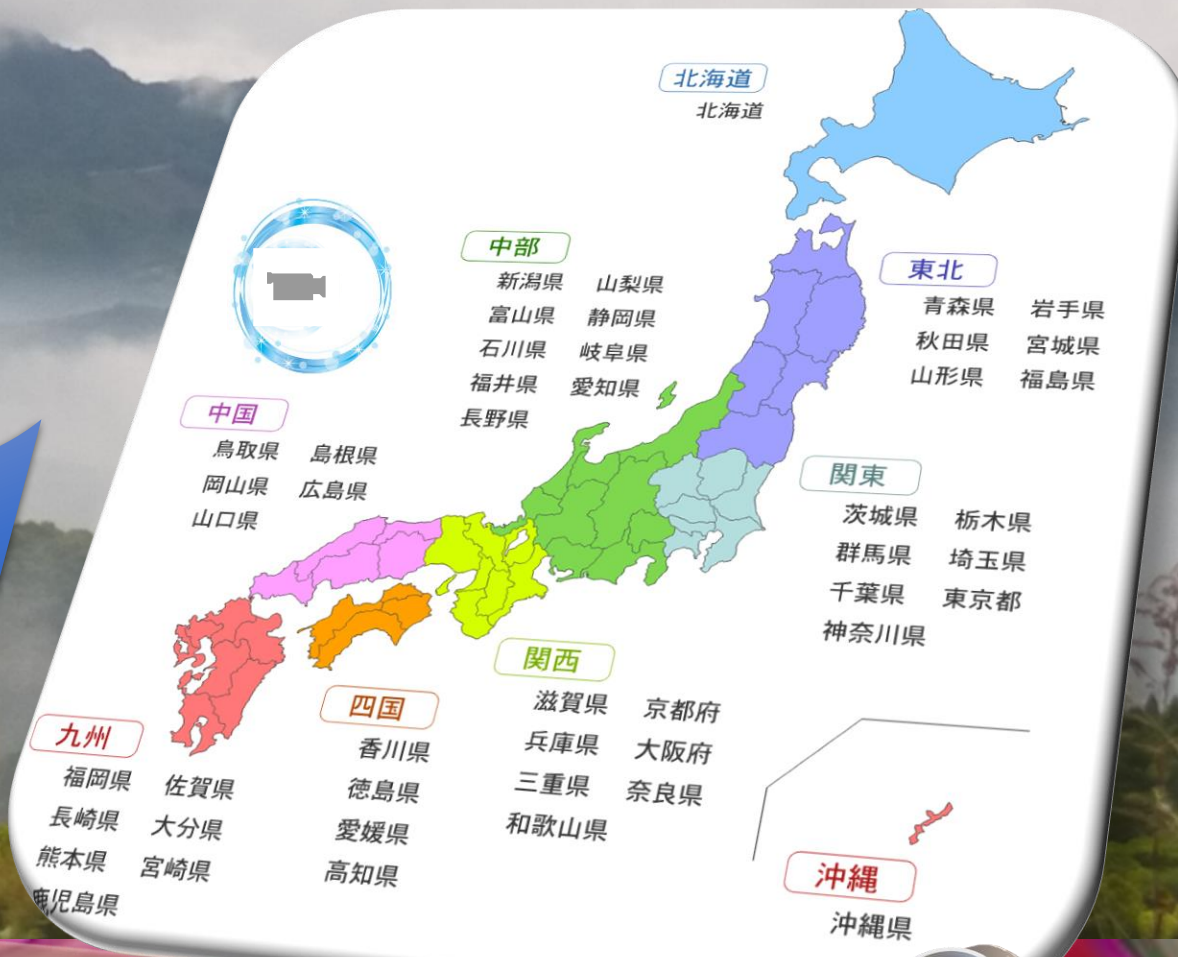 北海道
北海道
中部
新潟県 山梨県
富山県 静岡県
石川県 岐阜県
福井県 愛知県
長野県
東北
青森県 岩手県
秋田県 宮城県
山形県 福島県
中国
鳥取県 島根県
岡山県 広島県
山口県
関東
茨城県 栃木県
群馬県 埼玉県
千葉県 東京都
神奈川県
関西
滋賀県 京都府
兵庫県 大阪府
三重県 奈良県
和歌山県
四国
香川県
徳島県
愛媛県
高知県
九州
福岡県 佐賀県
長崎県 大分県
熊本県 宮崎県
鹿児島県
沖縄
沖縄県